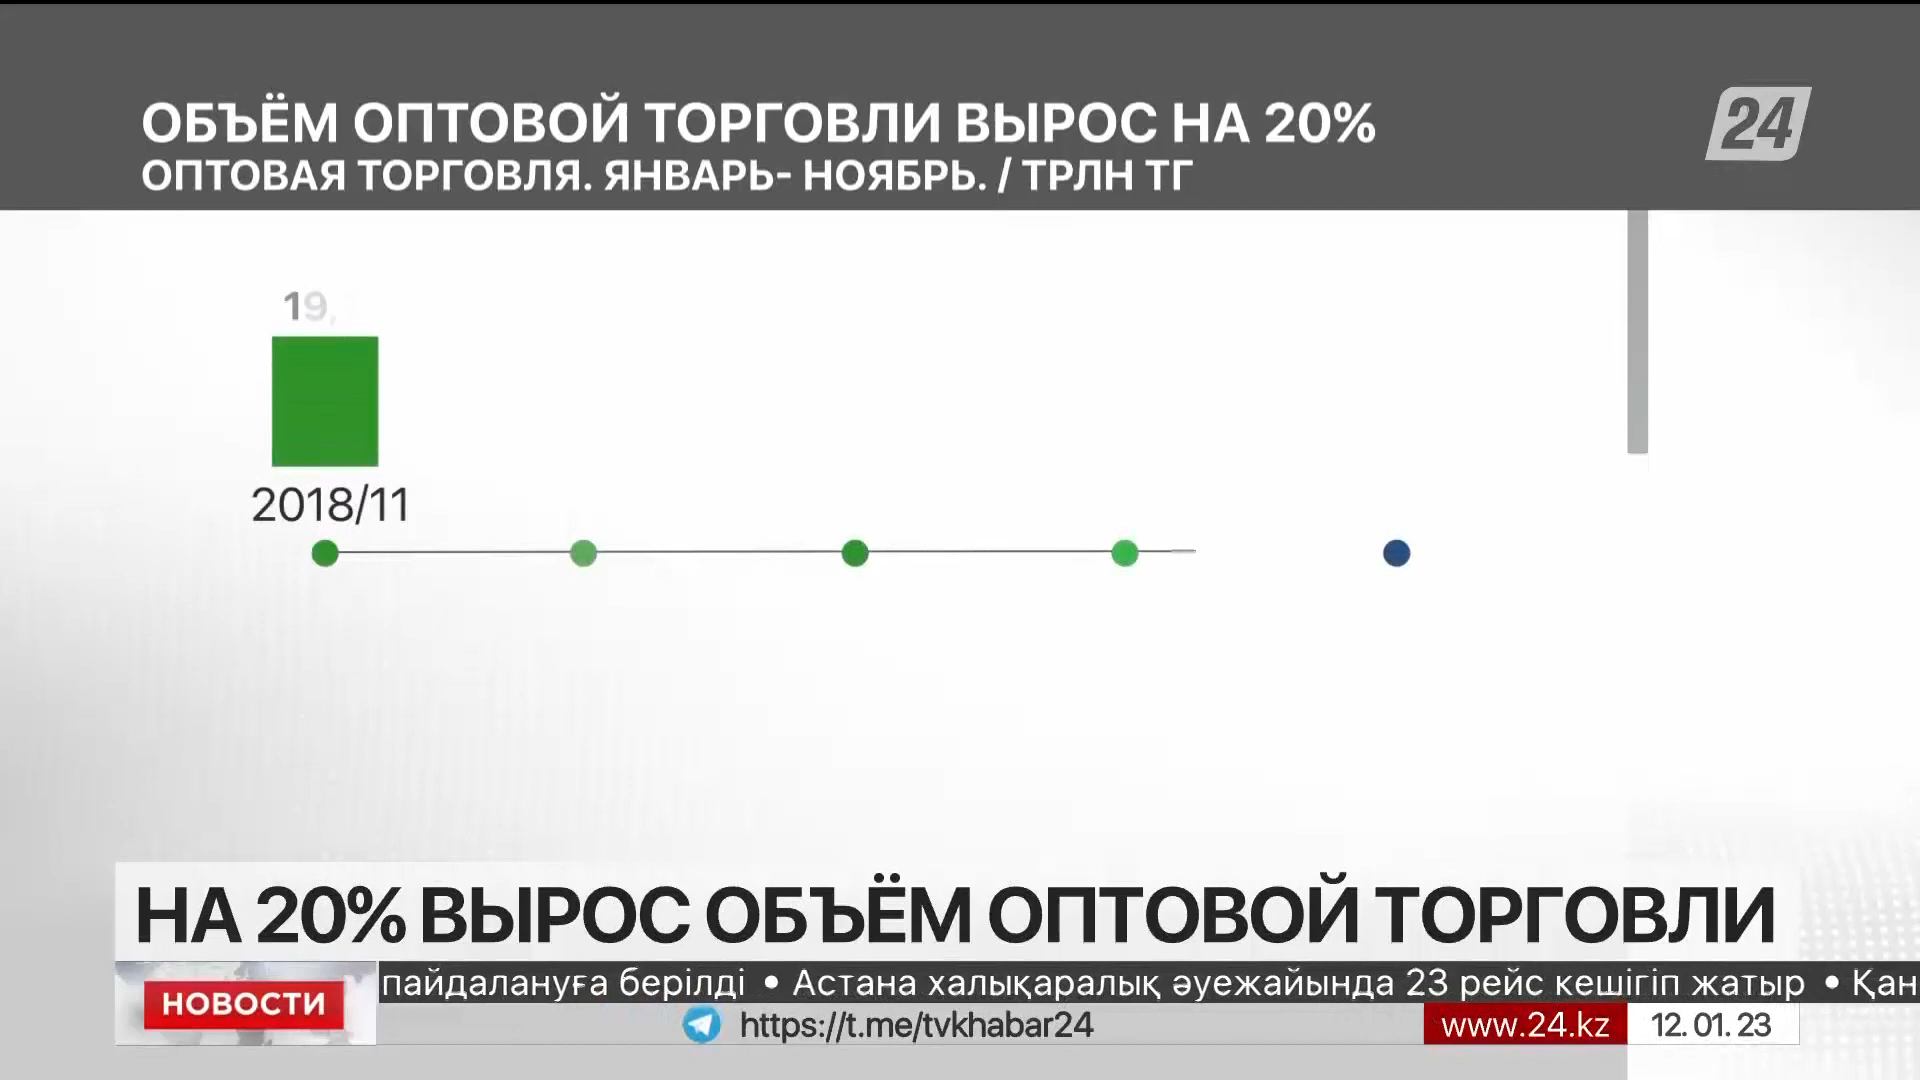 ОБЪЁМ ОПТОВОЙ ТОРГОВЛИ ВЫРОС НА 20%
ОПТОВАЯ ТОРГОВЛЯ. ЯНВАРЬ- НОЯБРЬ. / ТРЛН ТГ
24
19,
2018/11
НА 20% ВЫРОС ОБЪЁМ ОПТОВОЙ ТОРГОВЛИ
НОВОСТИ
пайдалануға берілді • Астана халықаралық әуежайында 23 рейс кешігіп жатыр • Қан
https://t.me/tvkhabar24
www.24.kz
12. 01. 23